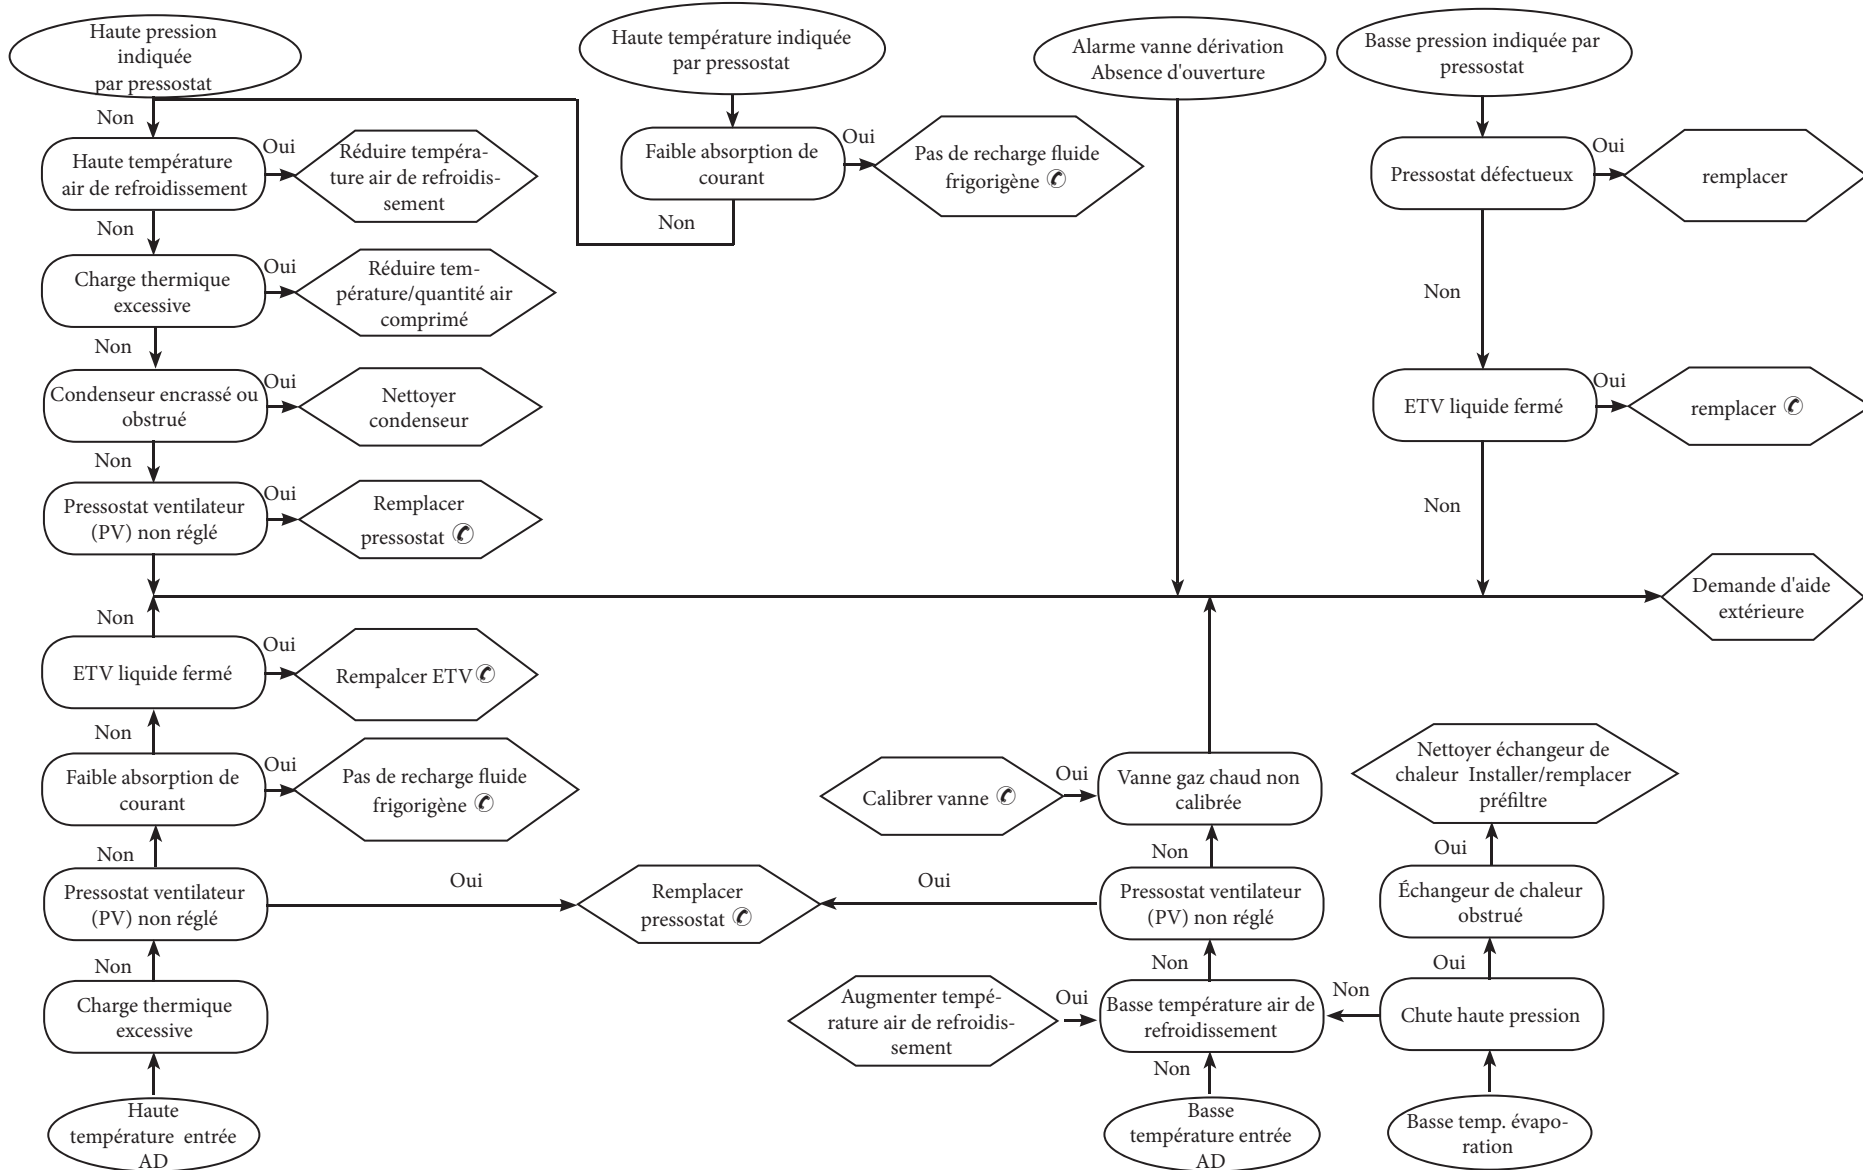 Haute pression
indiquée
par pressostat
Haute température indiquée
par pressostat
Alarme vanne dérivation
Absence d'ouverture
Basse pression indiquée par
pressostat
Non
Haute température
air de refroidissement
Oui
Réduire tempéra-
ture air de refroidis-
sement
Faible absorption de
courant
Oui
Pas de recharge fluide
frigorigène ✆
Non
Pressostat défectueux
Oui
remplacer
Non
Charge thermique
excessive
Oui
Réduire tem-
pérature/quantité air
comprimé
Non
Non
Condenseur encrassé ou
obstrué
Oui
Nettoyer
condenseur
ETV liquide fermé
Oui
remplacer ✆
Non
Pressostat ventilateur
(PV) non réglé
Oui
Remplacer
pressostat ✆
Non
Demande d'aide
extérieure
Non
ETV liquide fermé
Oui
Rempalcer ETV ✆
Non
Faible absorption de
courant
Oui
Pas de recharge fluide
frigorigène ✆
Calibrer vanne ✆
Oui
Vanne gaz chaud non
calibrée
Nettoyer échangeur de
chaleur Installer/remplacer
préfiltre
Non
Non
Oui
Pressostat ventilateur
(PV) non réglé
Oui
Remplacer
pressostat ✆
Oui
Pressostat ventilateur
(PV) non réglé
Échangeur de chaleur
obstrué
Non
Non
Oui
Charge thermique
excessive
Augmenter tempé-
rature air de refroidis-
sement
Oui
Basse température air de
refroidissement
Non
Chute haute pression
Non
Haute
température entrée
AD
Basse
température entrée
AD
Basse temp. évapo-
ration